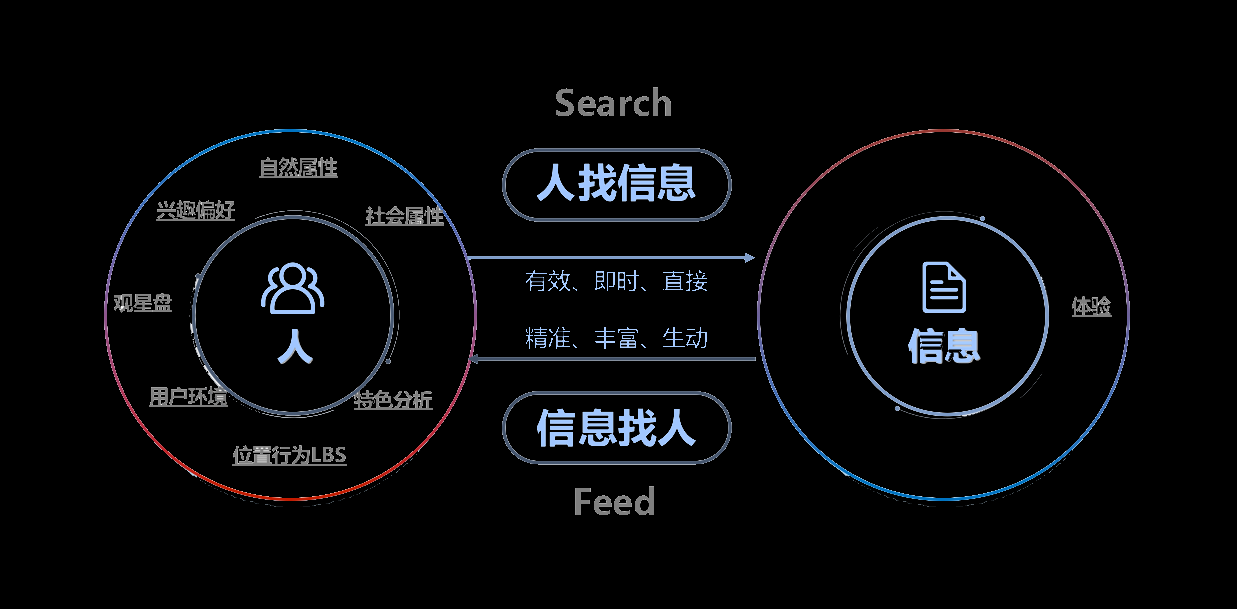 Search
人找信息
有效、即时、直接
精准、丰富、生动
信息找人
Feed
自然属性
兴趣偏好
社会属性
观星盘
人
用户环境
特色分析
位置行为LBS
信息
体验